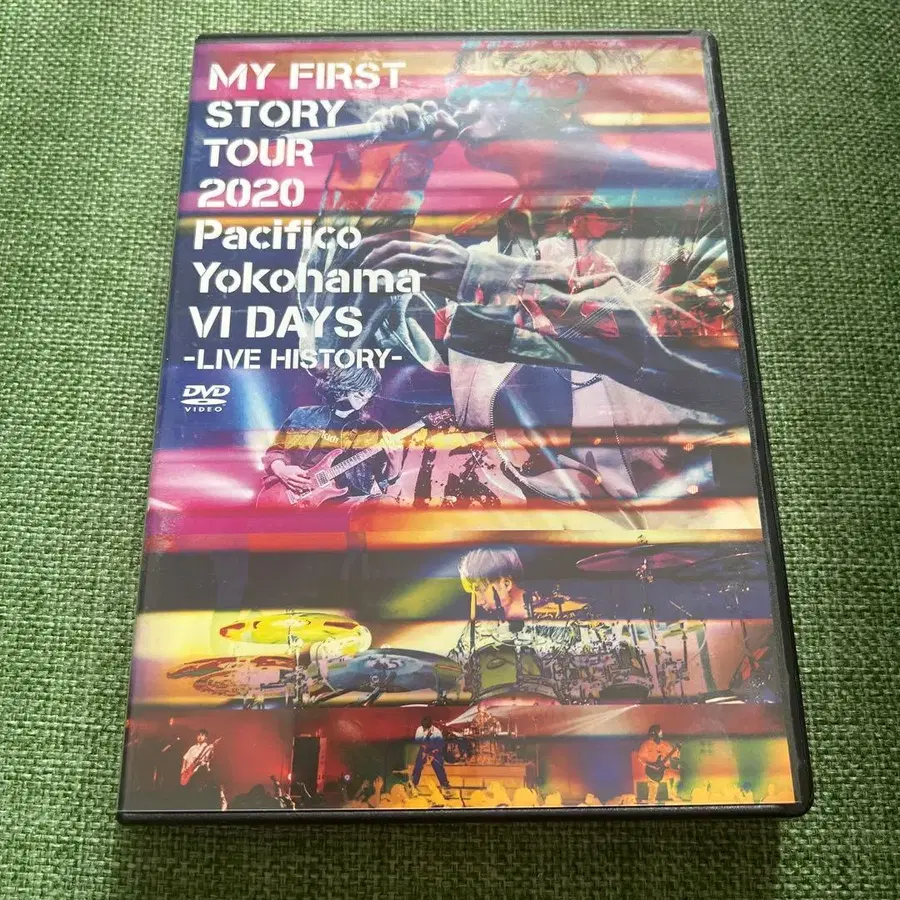 MY FIRST
STORY
TOUR
2020
Pacifico
Yokohama
VI DAYS
-LIVE HISTORY-
DVD
VIDEO